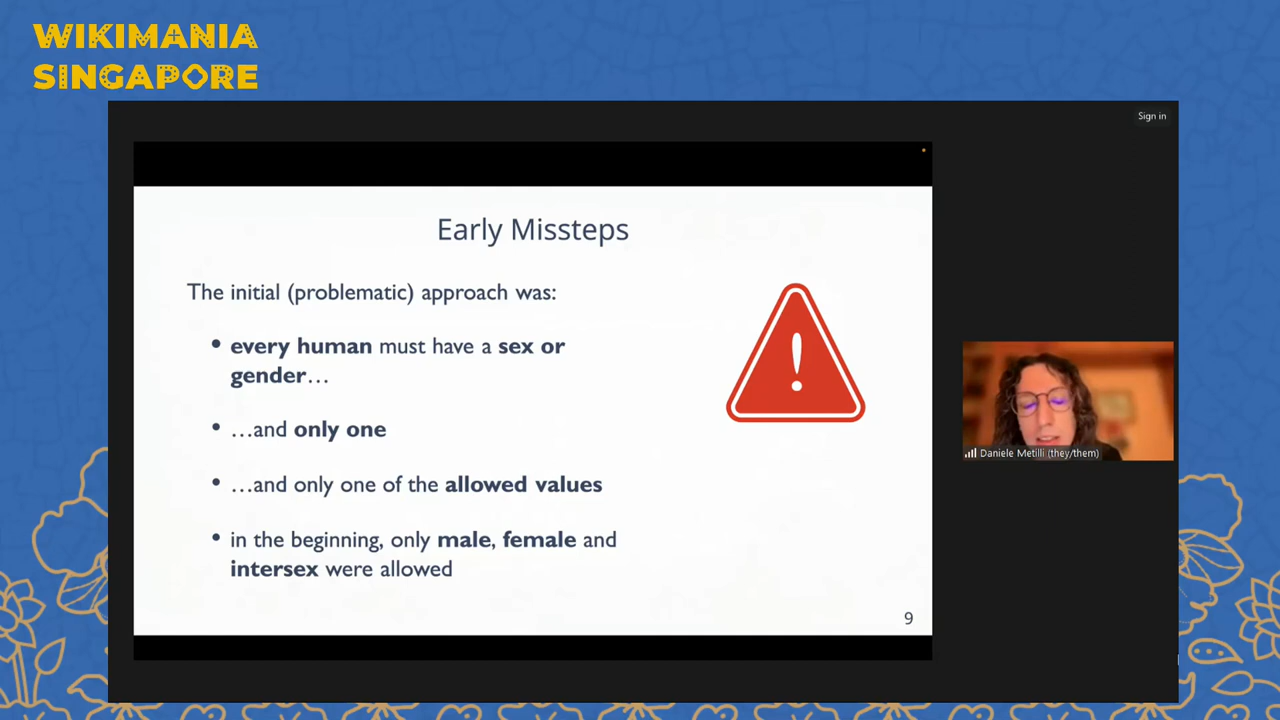 WIKIMANIA
SINGAPORE
Sign in
Early Missteps
The initial (problematic) approach was:
• every human must have a sex or
gender…
• …and only one
• …and only one of the allowed values
• in the beginning, only male, female and
intersex were allowed
9
Daniele Metilli (they/them)